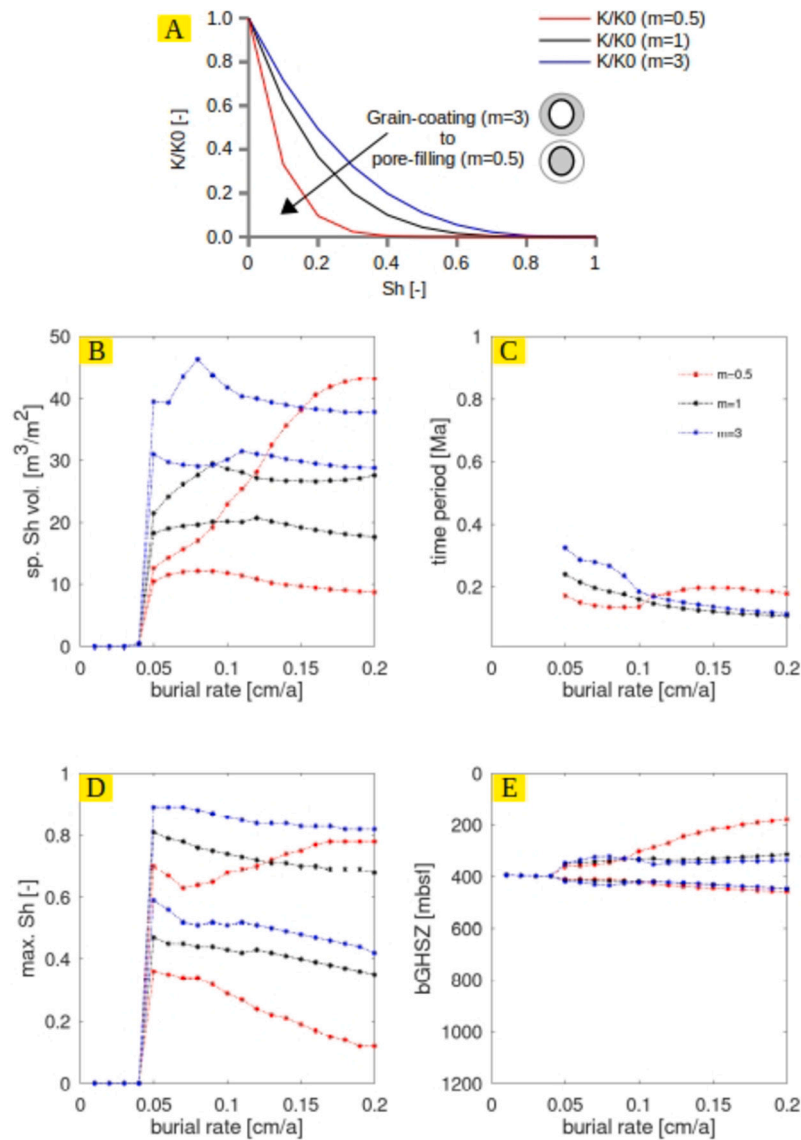 A
1.0
0.8
0.6
0.4
0.2
0.0
K/K0 [-]
K/K0 (m=0.5)
K/K0 (m=1)
K/K0 (m=3)
Grain-coating (m=3)
to
pore-filling (m=0.5)
0 0.2 0.4 0.6 0.8 1
Sh [-]
B
50
40
30
20
10
0
sp. Sh vol. [m³/m²]
0 0.05 0.1 0.15 0.2
burial rate [cm/a]
C
1
0.8
0.6
0.4
0.2
time period [Ma]
m=0.5
m=1
m=3
0 0.05 0.1 0.15 0.2
burial rate [cm/a]
D
1
0.8
0.6
0.4
0.2
0
max. Sh [-]
0 0.05 0.1 0.15 0.2
burial rate [cm/a]
E
0
200
400
600
800
1000
1200
bGHSZ [mbsl]
0 0.05 0.1 0.15 0.2
burial rate [cm/a]